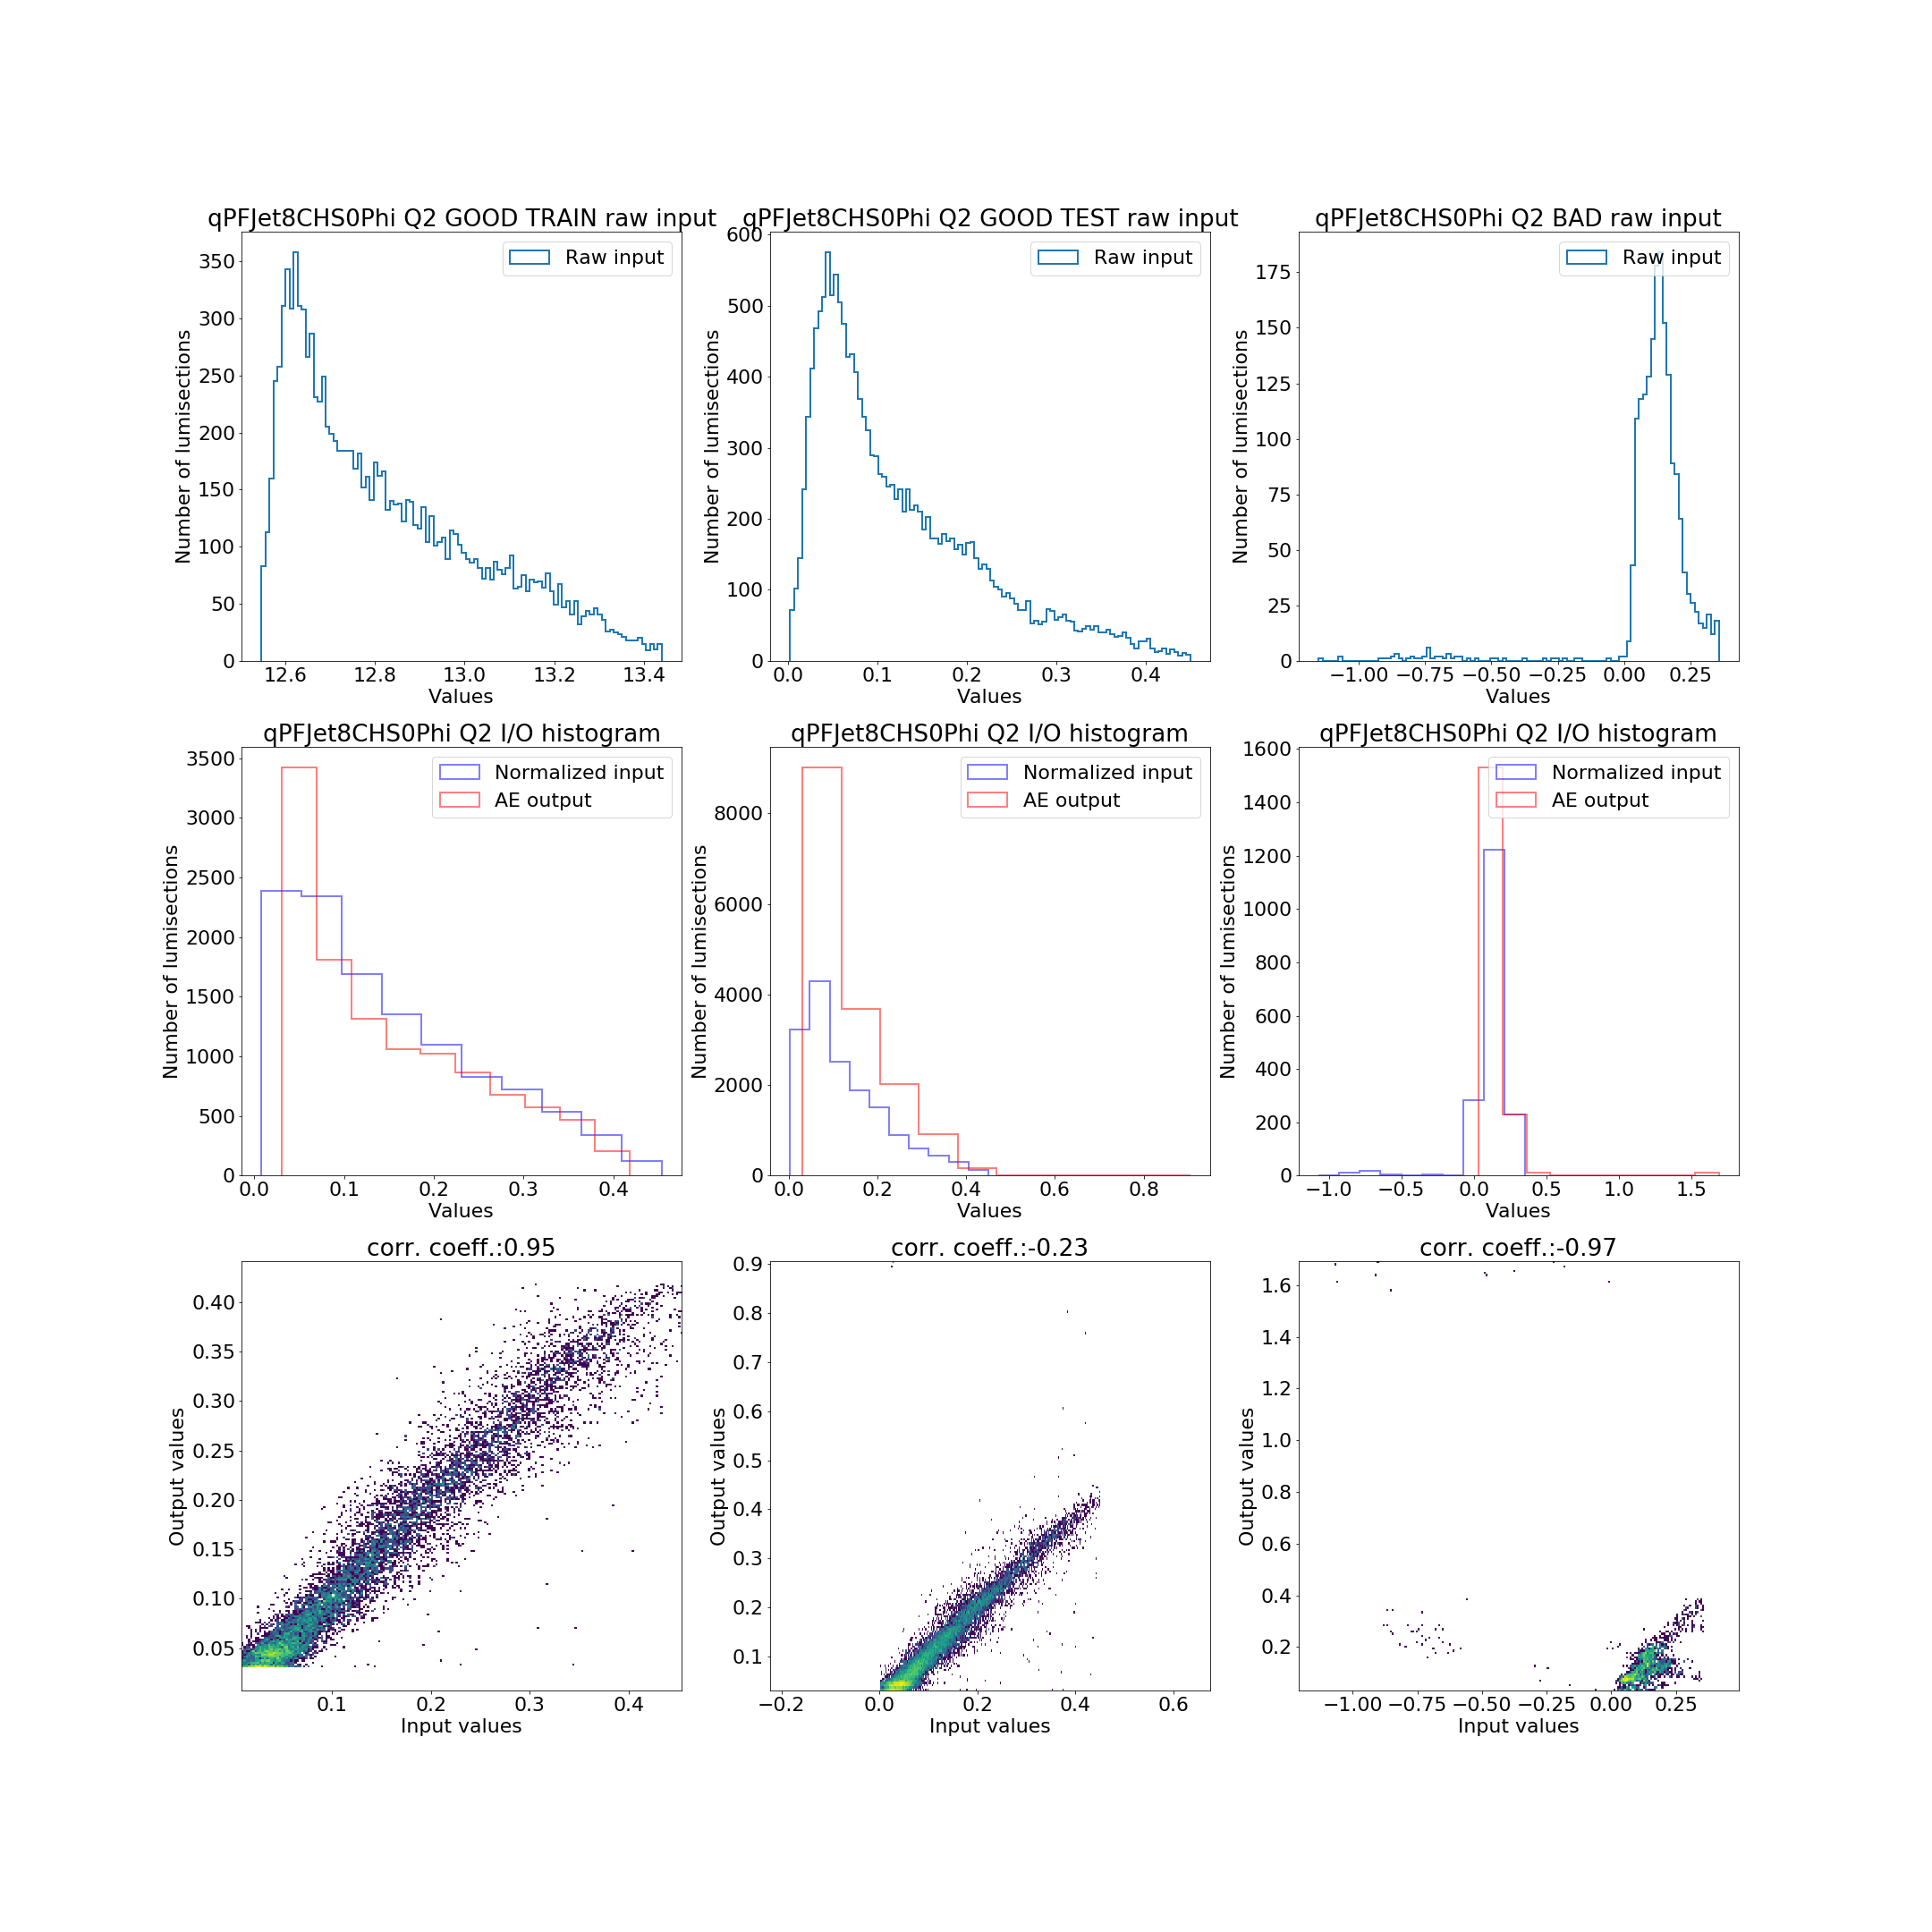 qPFJet8CHS0Phi Q2 GOOD TRAIN raw input
Raw input
350
300
250
200
150
100
50
0
Number of lumisections
12.6 12.8 13.0 13.2 13.4
Values
qPFJet8CHS0Phi Q2 GOOD TEST raw input
Raw input
600
500
400
300
200
100
0
Number of lumisections
0.0 0.1 0.2 0.3 0.4
Values
qPFJet8CHS0Phi Q2 BAD raw input
Raw input
175
150
125
100
75
50
25
0
Number of lumisections
−1.00 −0.75 −0.50 −0.25 0.00 0.25
Values
qPFJet8CHS0Phi Q2 I/O histogram
Normalized input
AE output
3500
3000
2500
2000
1500
1000
500
0
Number of lumisections
0.0 0.1 0.2 0.3 0.4
Values
qPFJet8CHS0Phi Q2 I/O histogram
Normalized input
AE output
8000
6000
4000
2000
0
Number of lumisections
0.0 0.2 0.4 0.6 0.8
Values
qPFJet8CHS0Phi Q2 I/O histogram
Normalized input
AE output
1600
1400
1200
1000
800
600
400
200
0
Number of lumisections
−1.0 −0.5 0.0 0.5 1.0 1.5
Values
corr. coeff.:0.95
0.40
0.35
0.30
0.25
0.20
0.15
0.10
0.05
Output values
0.1 0.2 0.3 0.4
Input values
corr. coeff.:-0.23
0.9
0.8
0.7
0.6
0.5
0.4
0.3
0.2
0.1
Output values
−0.2 0.0 0.2 0.4 0.6
Input values
corr. coeff.:-0.97
1.6
1.4
1.2
1.0
0.8
0.6
0.4
0.2
Output values
−1.00 −0.75 −0.50 −0.25 0.00 0.25
Input values